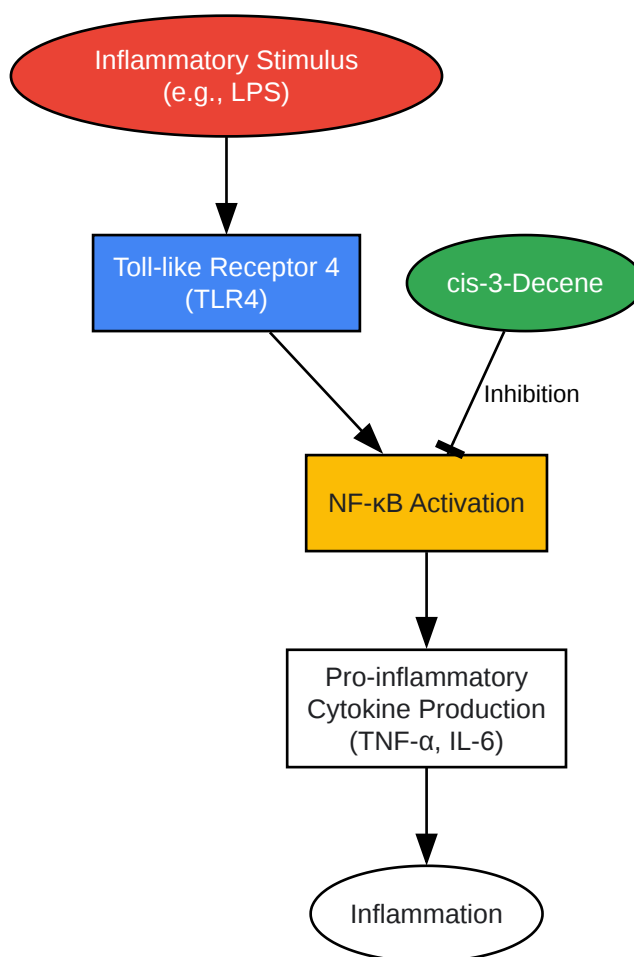 Inflammatory Stimulus
(e.g., LPS)
Toll-like Receptor 4
(TLR4)
cis-3-Decene
Inhibition
NF-κB Activation
Pro-inflammatory
Cytokine Production
(TNF-α, IL-6)
Inflammation